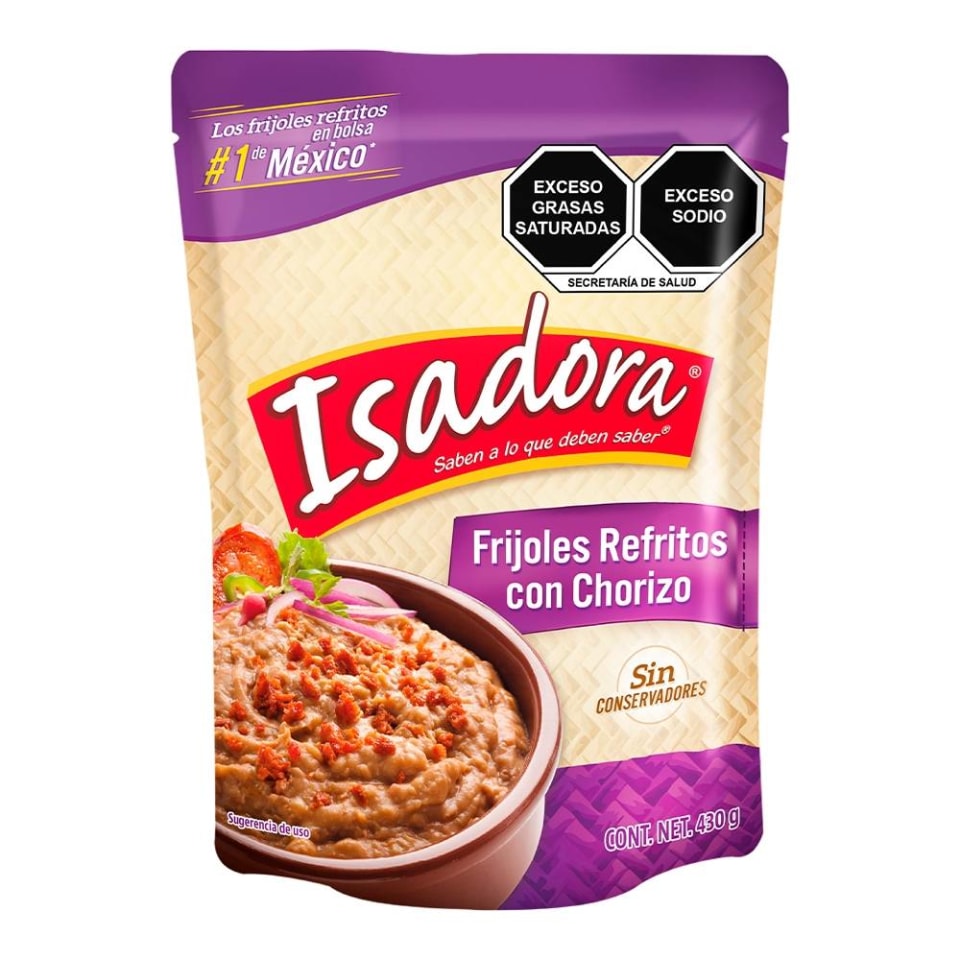 Los frijoles refritos
en bolsa
#1 de México*
EXCESO
GRASAS
SATURADAS
EXCESO
SODIO
SECRETARÍA DE SALUD
Isadora®
Saben a lo que deben saber®
Frijoles Refritos
con Chorizo
Sin
CONSERVADORES
Sugerencia de uso
CONT. NET. 430 g